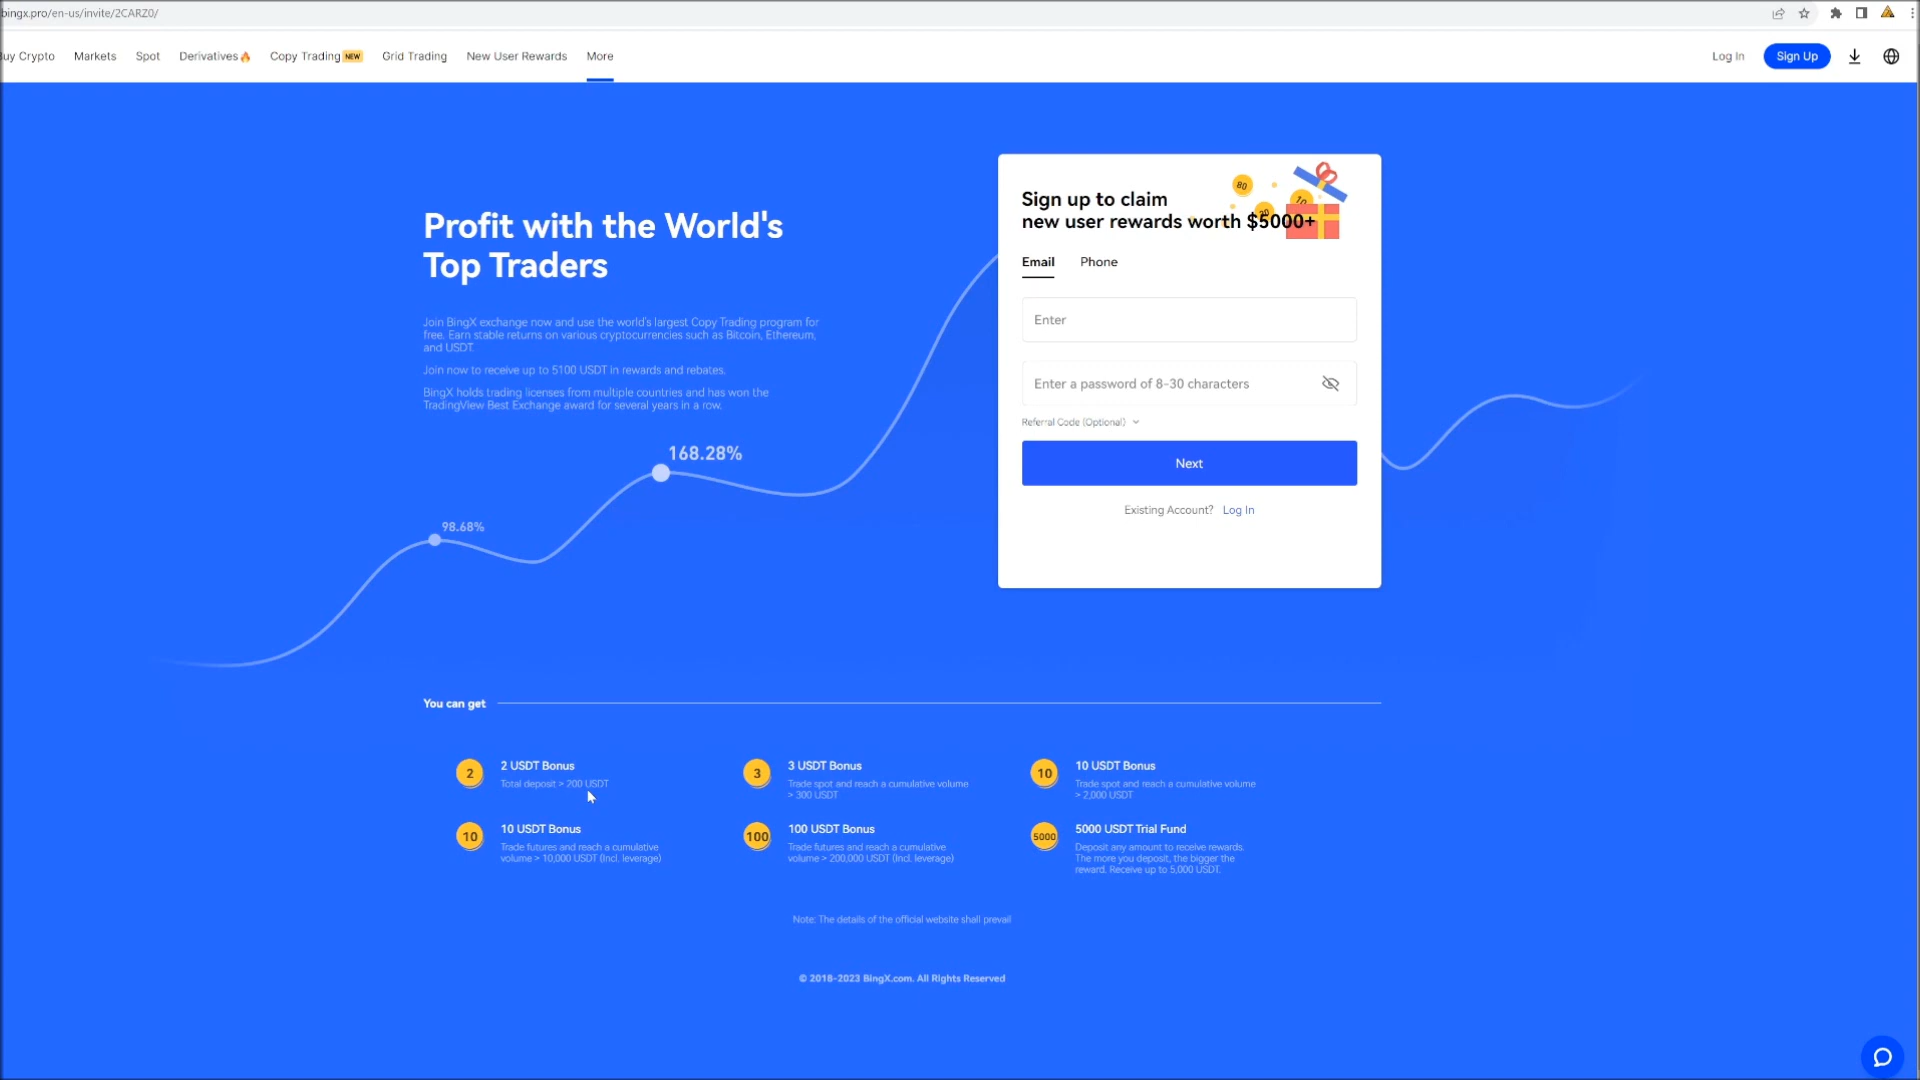 bingx.pro/en-us/invite/2CARZ0/
uy Crypto Markets Spot Derivatives Copy Trading NEW Grid Trading New User Rewards More Log In Sign Up
Profit with the World's
Top Traders
Join BingX exchange now and use the world's largest Copy Trading program for
free. Earn stable returns on various cryptocurrencies such as Bitcoin, Ethereum,
and USDT.
Join now to receive up to 5100 USDT in rewards and rebates.
BingX holds trading licenses from multiple countries and has won the
TradingView Best Exchange award for several years in a row.
168.28%
98.68%
80
10
20
Sign up to claim
new user rewards worth $5000+
Email Phone
Enter
Enter a password of 8-30 characters
Referral Code (Optional)
Next
Existing Account? Log In
You can get
2
2 USDT Bonus
Total deposit > 200 USDT
3
3 USDT Bonus
Trade spot and reach a cumulative volume
> 300 USDT
10
10 USDT Bonus
Trade spot and reach a cumulative volume
> 2,000 USDT
10
10 USDT Bonus
Trade futures and reach a cumulative
volume > 10,000 USDT (Incl. leverage)
100
100 USDT Bonus
Trade futures and reach a cumulative
volume > 200,000 USDT (Incl. leverage)
5000
5000 USDT Trial Fund
Deposit any amount to receive rewards.
The more you deposit, the bigger the
reward. Receive up to 5,000 USDT.
Note: The details of the official website shall prevail
© 2018-2023 BingX.com. All Rights Reserved